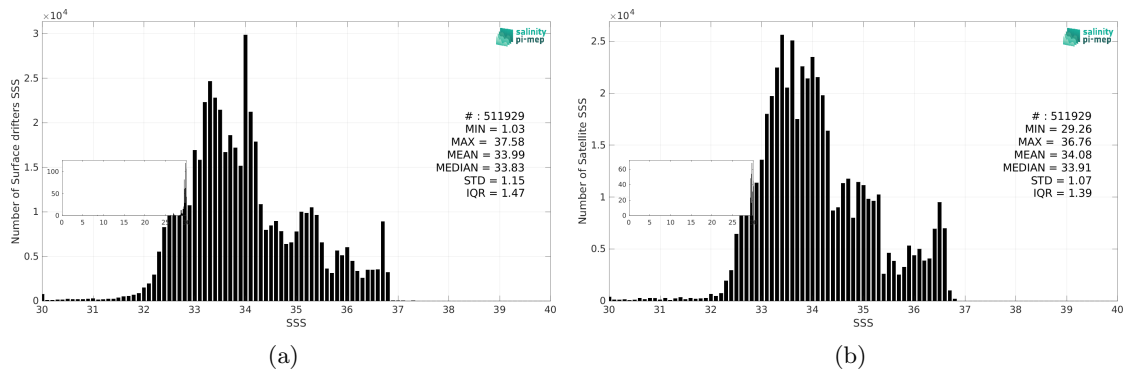 ×10⁴
3
2.5
2
1.5
1
0.5
0
Number of Surface drifters SSS
salinity
pi-mep
# : 511929
MIN = 1.03
MAX = 37.58
MEAN = 33.99
MEDIAN = 33.83
STD = 1.15
IQR = 1.47
100
50
0
0 5 10 15 20 25
30 31 32 33 34 35 36 37 38 39 40
SSS
(a)
×10⁴
2.5
2
1.5
1
0.5
0
Number of Satellite SSS
salinity
pi-mep
# : 511929
MIN = 29.26
MAX = 36.76
MEAN = 34.08
MEDIAN = 33.91
STD = 1.07
IQR = 1.39
60
40
20
0
0 5 10 15 20 25
30 31 32 33 34 35 36 37 38 39 40
SSS
(b)